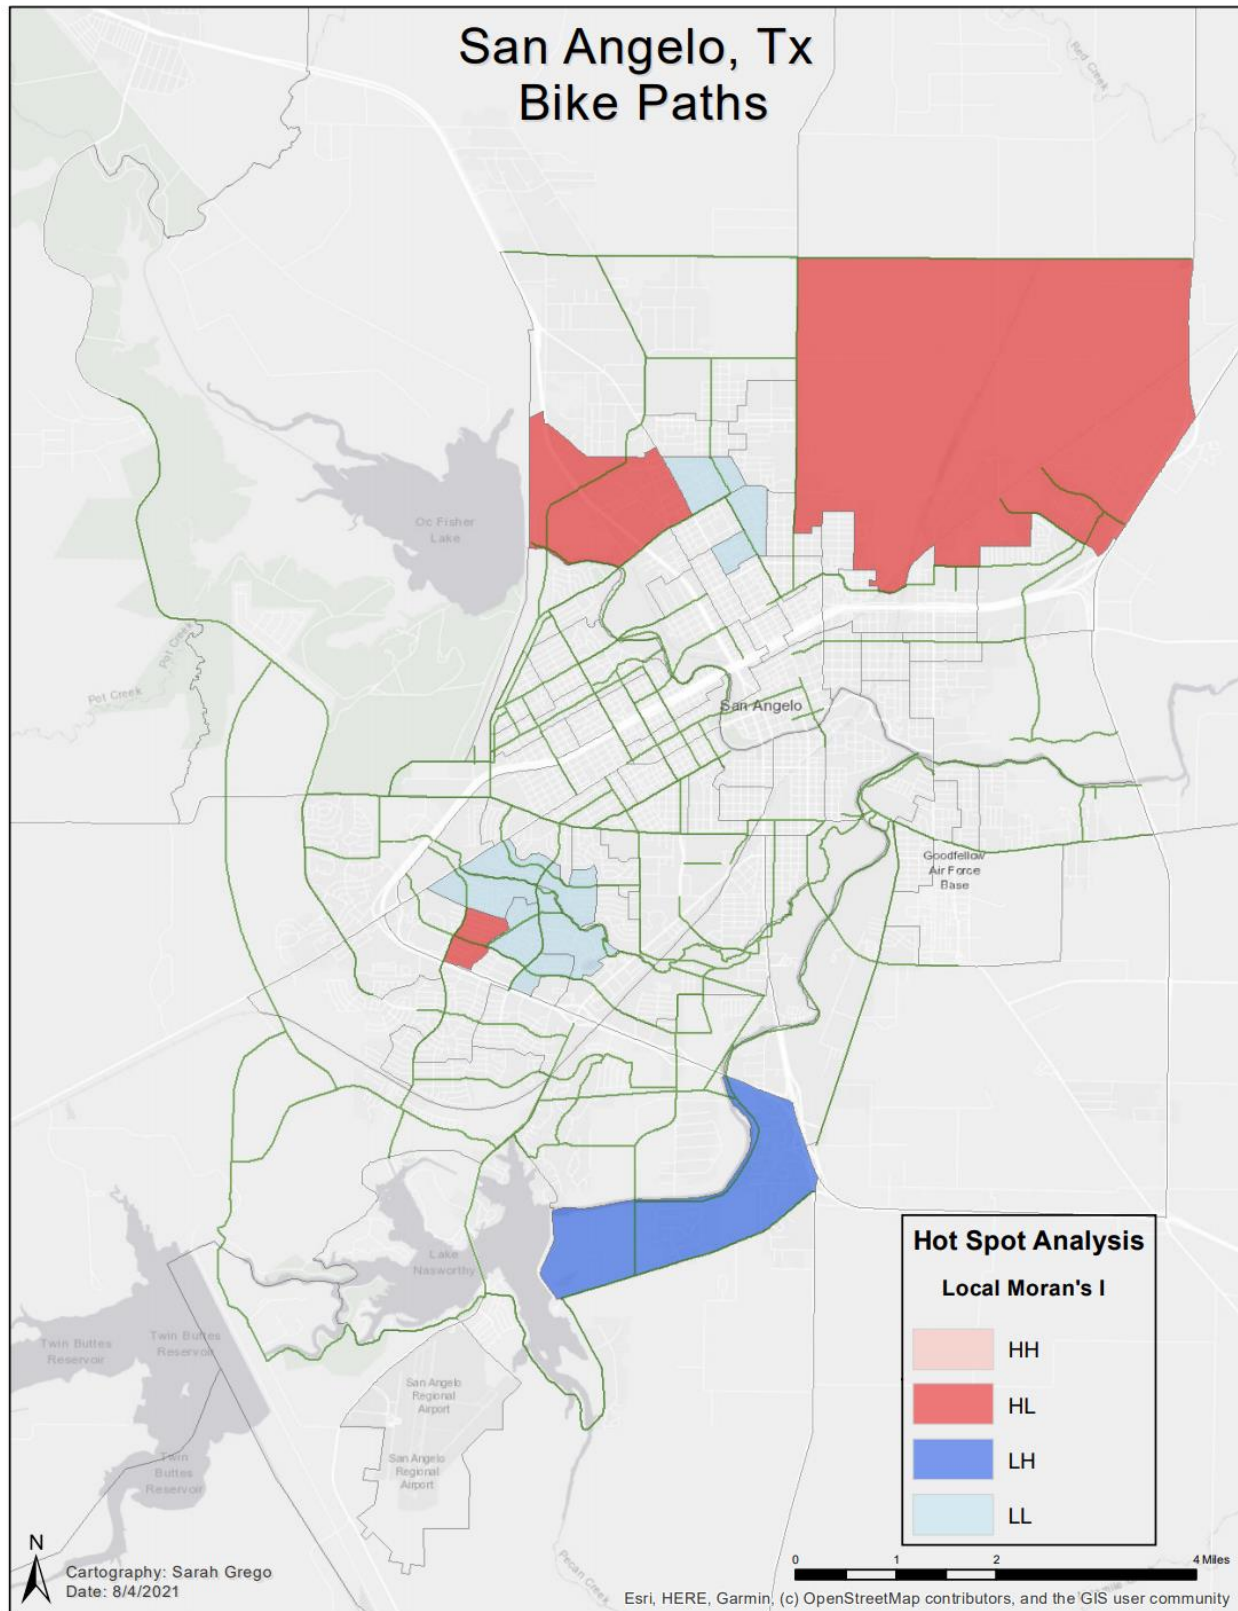 San Angelo, Tx
Bike Paths
Red Creek
Oc Fisher
Lake
Pot Creek
Pot Creek
San Angelo
Goodfellow
Air Force
Base
Lake
Nasworthy
Twin Buttes
Reservoir
Twin Buttes
Reservoir
San Angelo
Regional
Airport
San Angelo
Regional
Airport
Twin
Buttes
Reservoir
Pecan Creek
Hot Spot Analysis
Local Moran's I
HH
HL
LH
LL
N
Cartography: Sarah Grego
Date: 8/4/2021
0 1 2 4 Miles
Esri, HERE, Garmin, (c) OpenStreetMap contributors, and the GIS user community